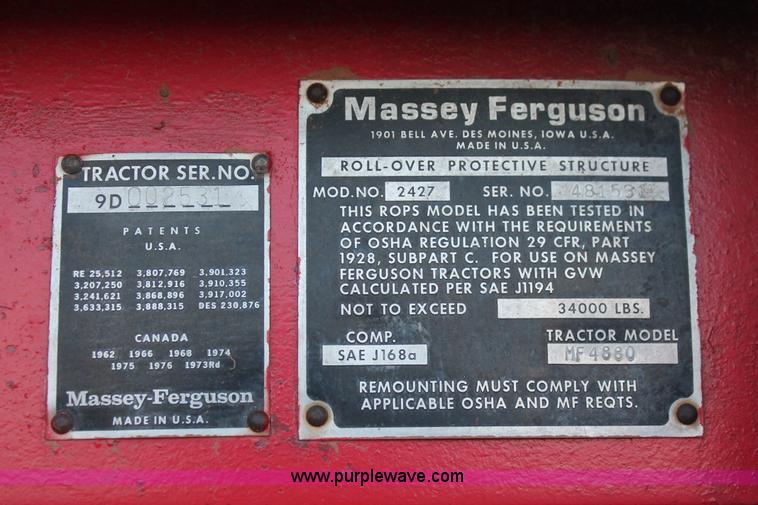 TRACTOR SER. NO.
9D 002531
PATENTS
U.S.A.
RE 25,512 3,807,769 3,901,323
3,207,250 3,812,916 3,910,355
3,241,621 3,868,896 3,917,002
3,633,315 3,888,315 DES 230,876
CANADA
1962 1966 1968 1974
1975 1976 1973Rd
Massey-Ferguson
MADE IN U.S.A.
Massey Ferguson
1901 BELL AVE. DES MOINES, IOWA U.S.A.
MADE IN U.S.A.
ROLL-OVER PROTECTIVE STRUCTURE
MOD. NO. 2427 SER. NO.
THIS ROPS MODEL HAS BEEN TESTED IN
ACCORDANCE WITH THE REQUIREMENTS
OF OSHA REGULATION 29 CFR, PART
1928, SUBPART C. FOR USE ON MASSEY
FERGUSON TRACTORS WITH GVW
CALCULATED PER SAE J1194
NOT TO EXCEED 34000 LBS.
COMP. TRACTOR MODEL
SAE J168a MF4880
REMOUNTING MUST COMPLY WITH
APPLICABLE OSHA AND MF REQTS.
www.purplewave.com